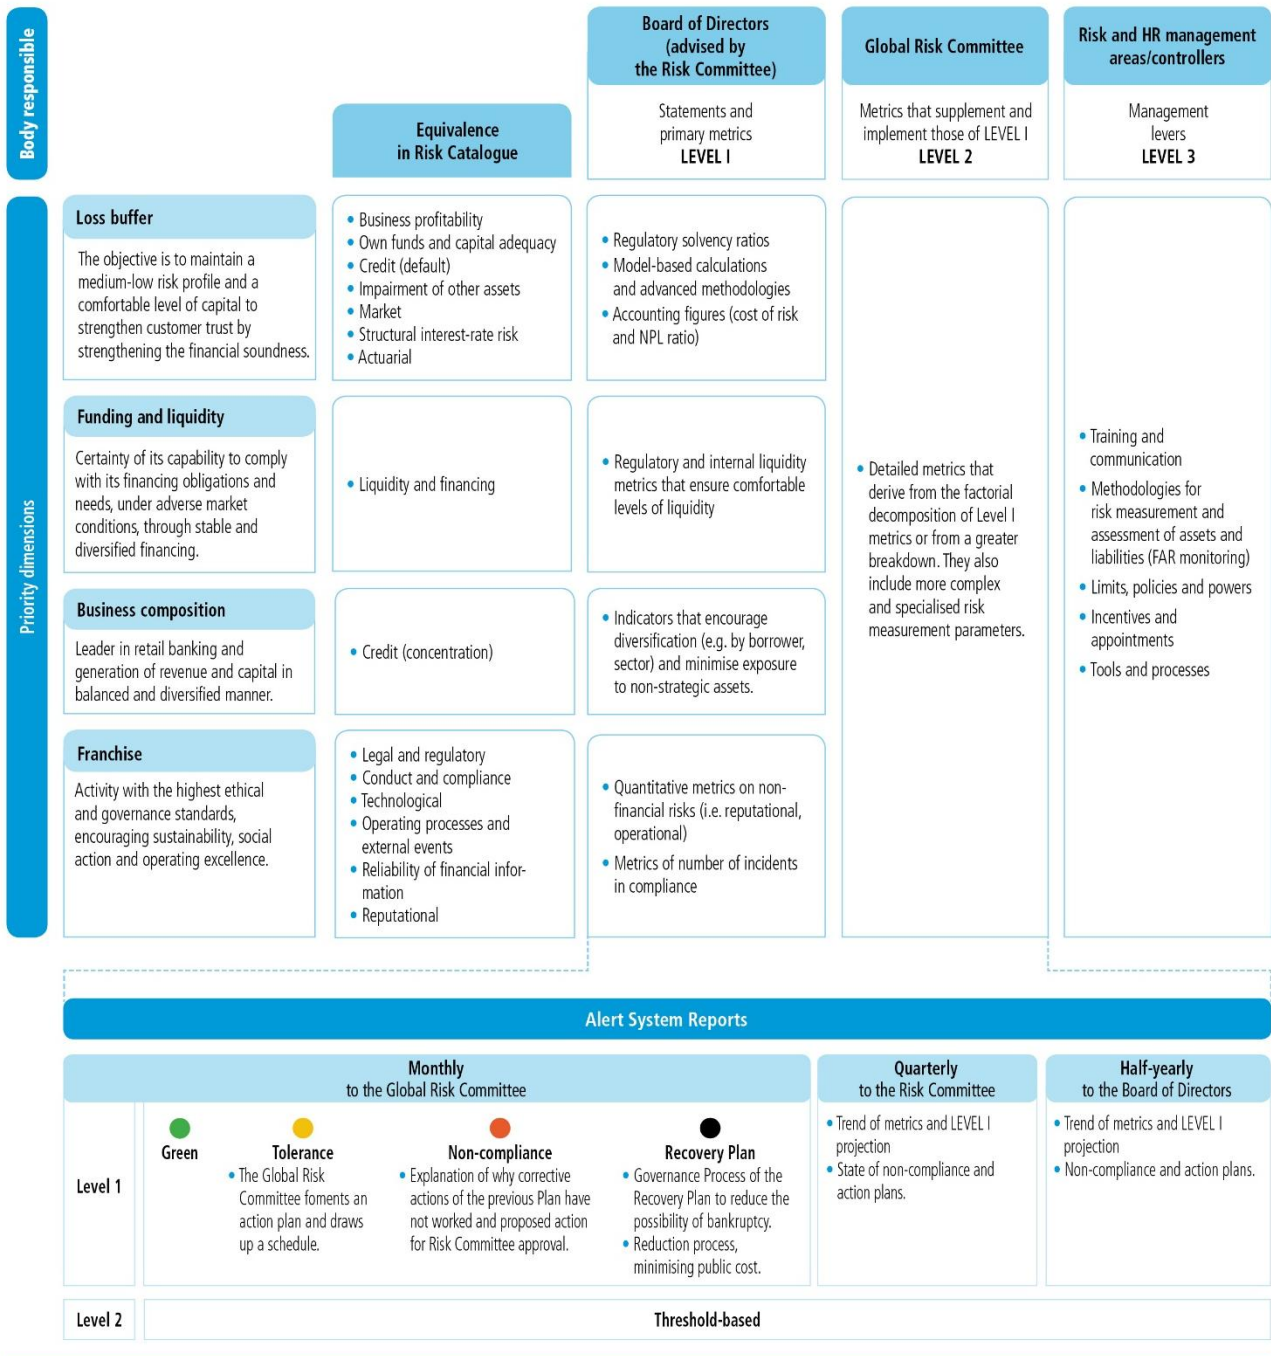 Body responsible
Equivalence
in Risk Catalogue
Board of Directors
(advised by
the Risk Committee)
Statements and
primary metrics
LEVEL I
Global Risk Committee
Metrics that supplement and
implement those of LEVEL I
LEVEL 2
Risk and HR management
areas/controllers
Management
levers
LEVEL 3
Priority dimensions
Loss buffer
The objective is to maintain a
medium-low risk profile and a
comfortable level of capital to
strengthen customer trust by
strengthening the financial soundness.
• Business profitability
• Own funds and capital adequacy
• Credit (default)
• Impairment of other assets
• Market
• Structural interest-rate risk
• Actuarial
• Regulatory solvency ratios
• Model-based calculations
and advanced methodologies
• Accounting figures (cost of risk
and NPL ratio)
Funding and liquidity
Certainty of its capability to comply
with its financing obligations and
needs, under adverse market
conditions, through stable and
diversified financing.
• Liquidity and financing
• Regulatory and internal liquidity
metrics that ensure comfortable
levels of liquidity
Business composition
Leader in retail banking and
generation of revenue and capital in
balanced and diversified manner.
• Credit (concentration)
• Indicators that encourage
diversification (e.g. by borrower,
sector) and minimise exposure
to non-strategic assets.
Franchise
Activity with the highest ethical
and governance standards,
encouraging sustainability, social
action and operating excellence.
• Legal and regulatory
• Conduct and compliance
• Technological
• Operating processes and
external events
• Reliability of financial infor-
mation
• Reputational
• Quantitative metrics on non-
financial risks (i.e. reputational,
operational)
• Metrics of number of incidents
in compliance
• Detailed metrics that
derive from the factorial
decomposition of Level I
metrics or from a greater
breakdown. They also
include more complex
and specialised risk
measurement parameters.
• Training and
communication
• Methodologies for
risk measurement and
assessment of assets and
liabilities (FAR monitoring)
• Limits, policies and powers
• Incentives and
appointments
• Tools and processes
Alert System Reports
Monthly
to the Global Risk Committee
Quarterly
to the Risk Committee
Half-yearly
to the Board of Directors
Level 1
Green
Tolerance
• The Global Risk
Committee foments an
action plan and draws
up a schedule.
Non-compliance
• Explanation of why corrective
actions of the previous Plan have
not worked and proposed action
for Risk Committee approval.
Recovery Plan
• Governance Process of the
Recovery Plan to reduce the
possibility of bankruptcy.
• Reduction process,
minimising public cost.
• Trend of metrics and LEVEL I
projection
• State of non-compliance and
action plans.
• Trend of metrics and LEVEL I
projection
• Non-compliance and action plans.
Level 2
Threshold-based